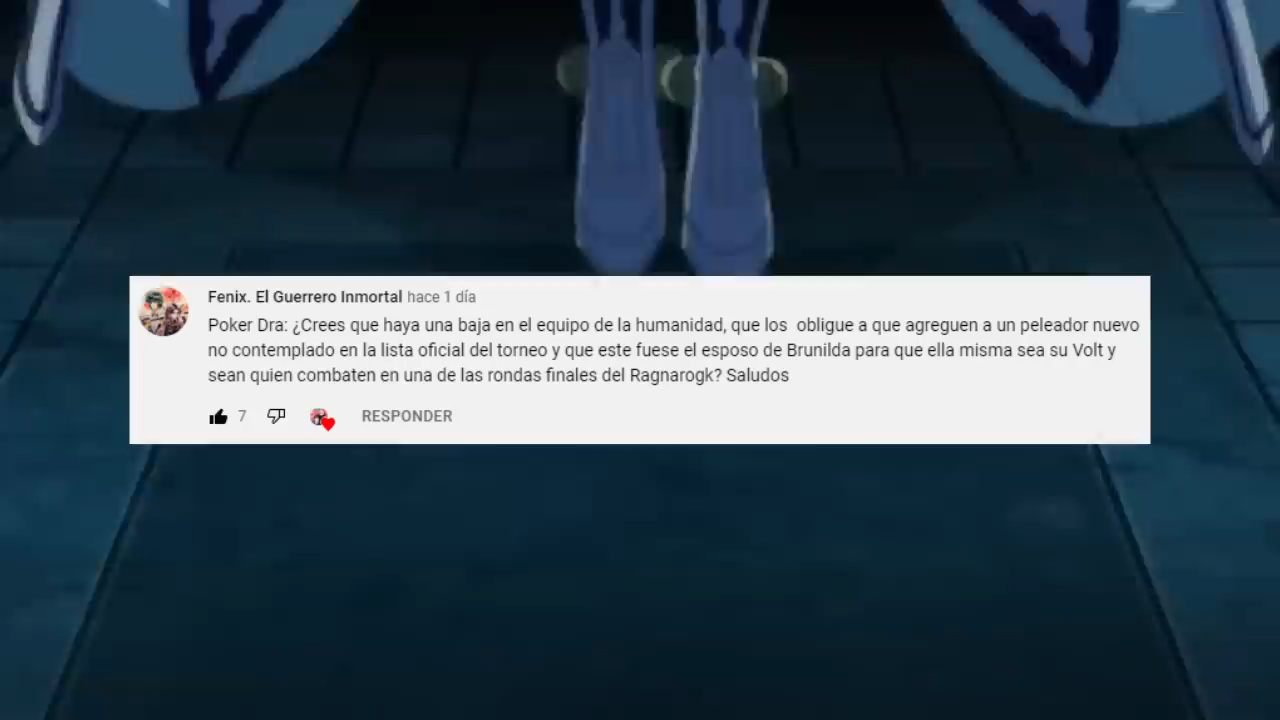 Fenix. El Guerrero Inmortal hace 1 día
Poker Dra: ¿Crees que haya una baja en el equipo de la humanidad, que los  obligue a que agreguen a un peleador nuevo
no contemplado en la lista oficial del torneo y que este fuese el esposo de Brunilda para que ella misma sea su Volt y
sean quien combaten en una de las rondas finales del Ragnarogk? Saludos
7 RESPONDER